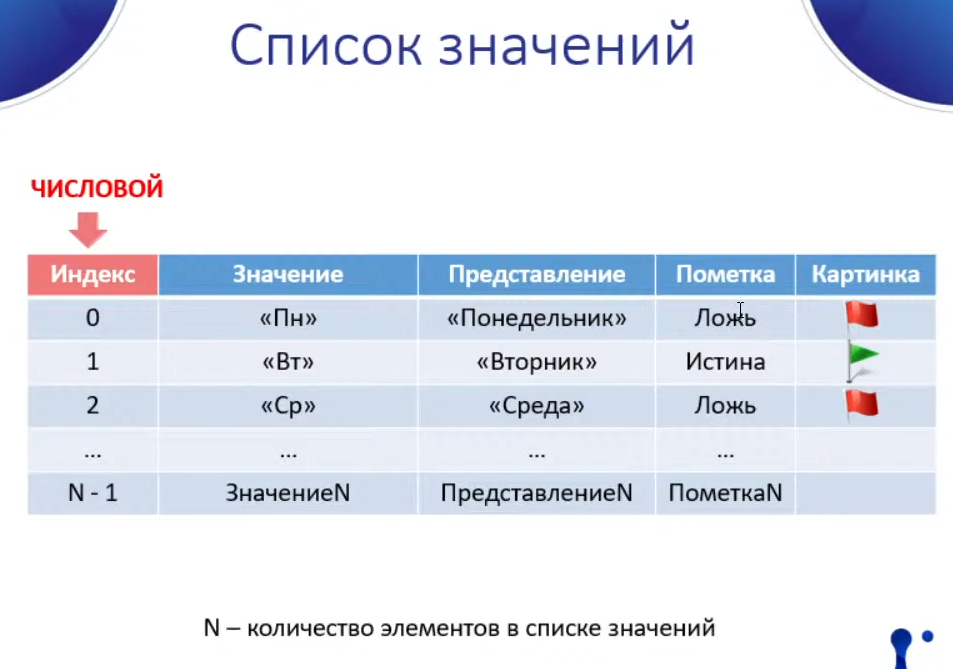 Список значений
ЧИСЛОВОЙ
Индекс Значение Представление Пометка Картинка
0 «Пн» «Понедельник» Ложь
1 «Вт» «Вторник» Истина
2 «Ср» «Среда» Ложь
... ... ... ...
N - 1 ЗначениеN ПредставлениеN ПометкаN
N – количество элементов в списке значений